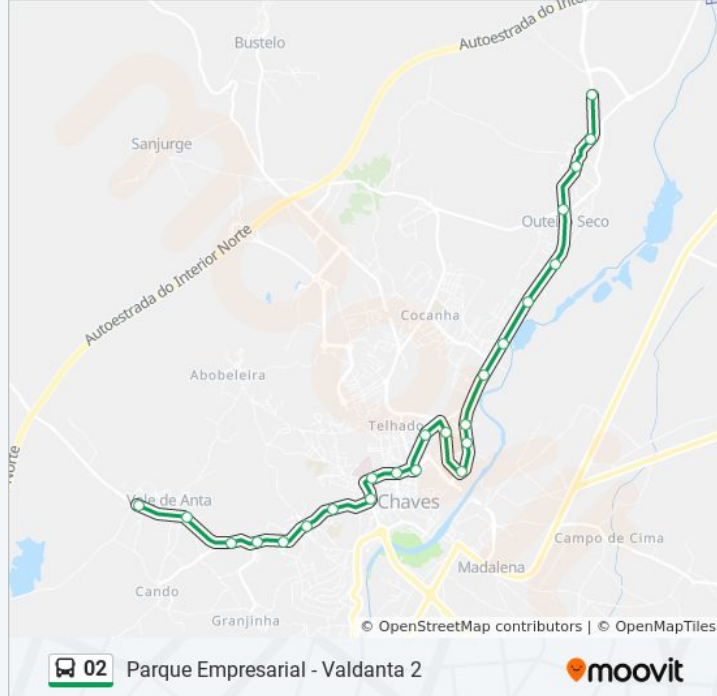 Bustelo
Autoestrada do Interior
Sanjurge
Outeiro Seco
Autoestrada do Interior Norte
Cocanha
Abobeleira
Telhado
Norte
Vale de Anta
Chaves
Campo de Cima
Madalena
Cando
Granjinha
© OpenStreetMap contributors | © OpenMapTiles
02 Parque Empresarial - Valdanta 2
moovit